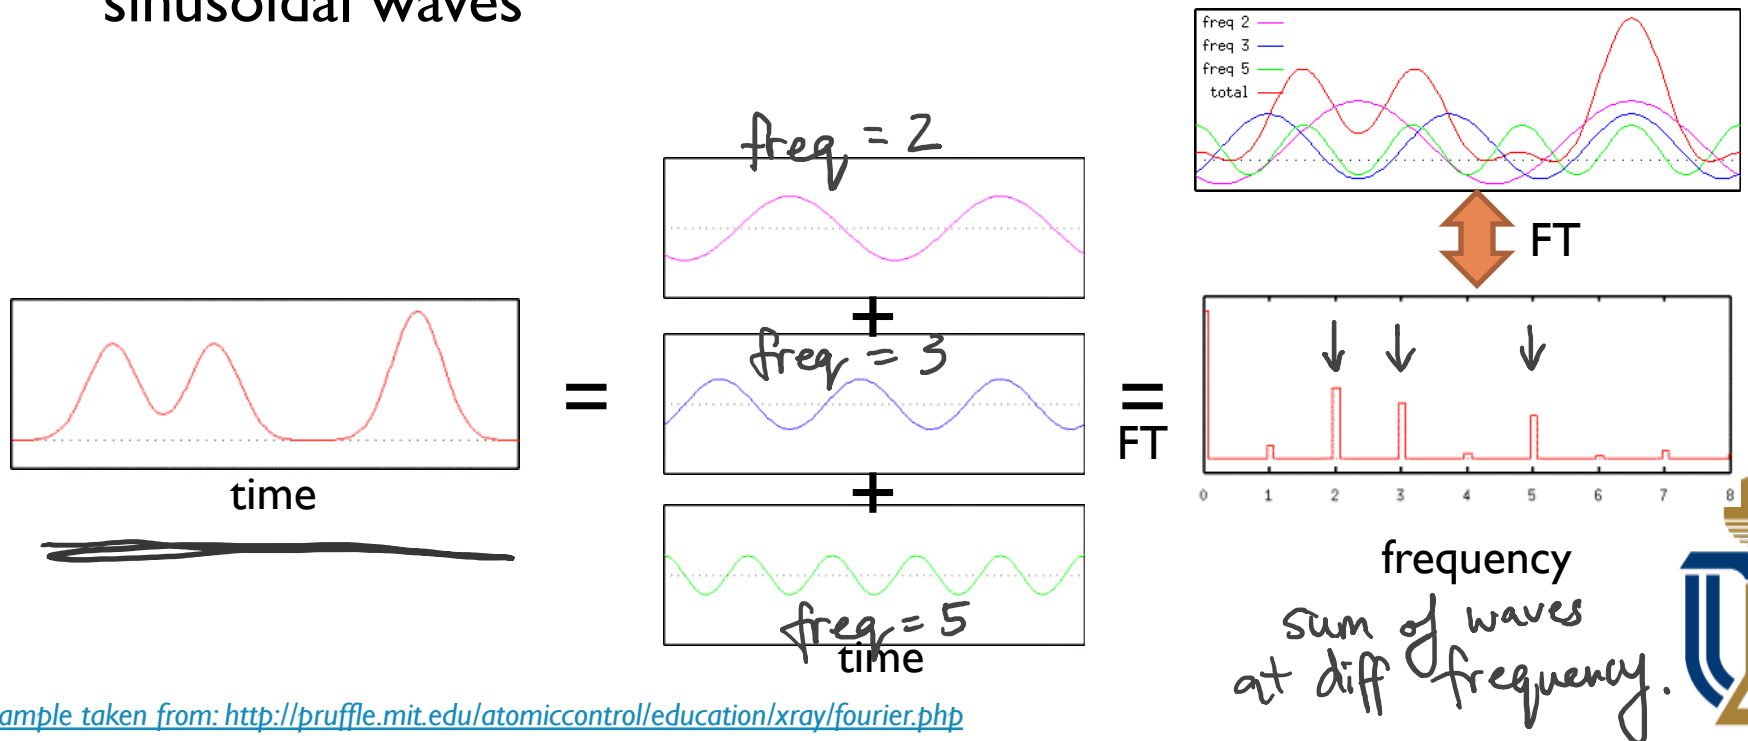 sinusoidal waves
freq 2
freq 3
freq 5
total
freq = 2
+
FT
freq = 3
=
=
FT
time
+
0 1 2 3 4 5 6 7 8
frequency
freq = 5
time
sum of waves
at diff frequency.
ample taken from: http://pruffle.mit.edu/atomiccontrol/education/xray/fourier.php